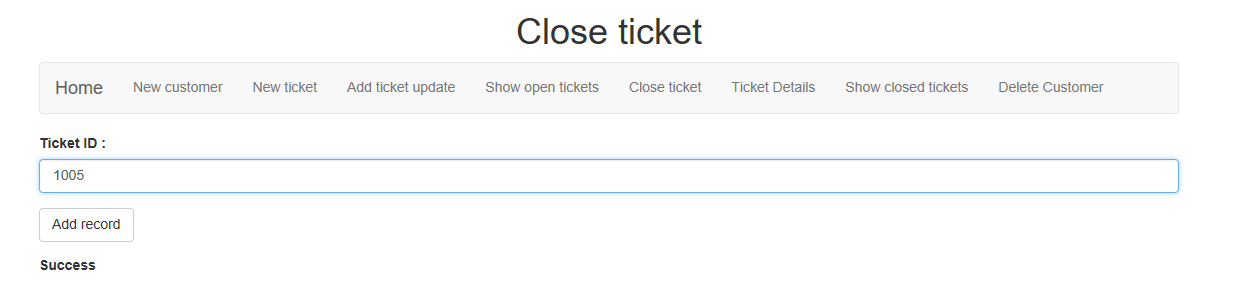 Close ticket
Home New customer New ticket Add ticket update Show open tickets Close ticket Ticket Details Show closed tickets Delete Customer
Ticket ID :
1005
Add record
Success